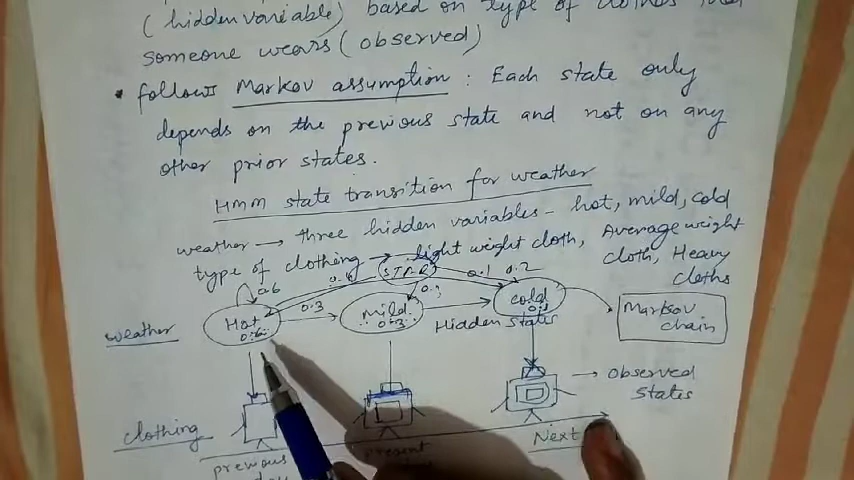 (hidden variable) based on type of clothes that
someone wears (observed)
• follows Markov assumption : Each state only
depends on the previous state and not on any
other prior states.
HMM state transition for weather
weather → three hidden variables - hot, mild, cold
type of clothing → light weight cloth, Average weight
cloth, Heavy
cloths
START
0.6 0.1 0.2
0.3
Hot
0.6
Mild
0.3
cold
0.1
Hidden States
Markov
chain
weather
→ observed
States
clothing
previous
present
Next